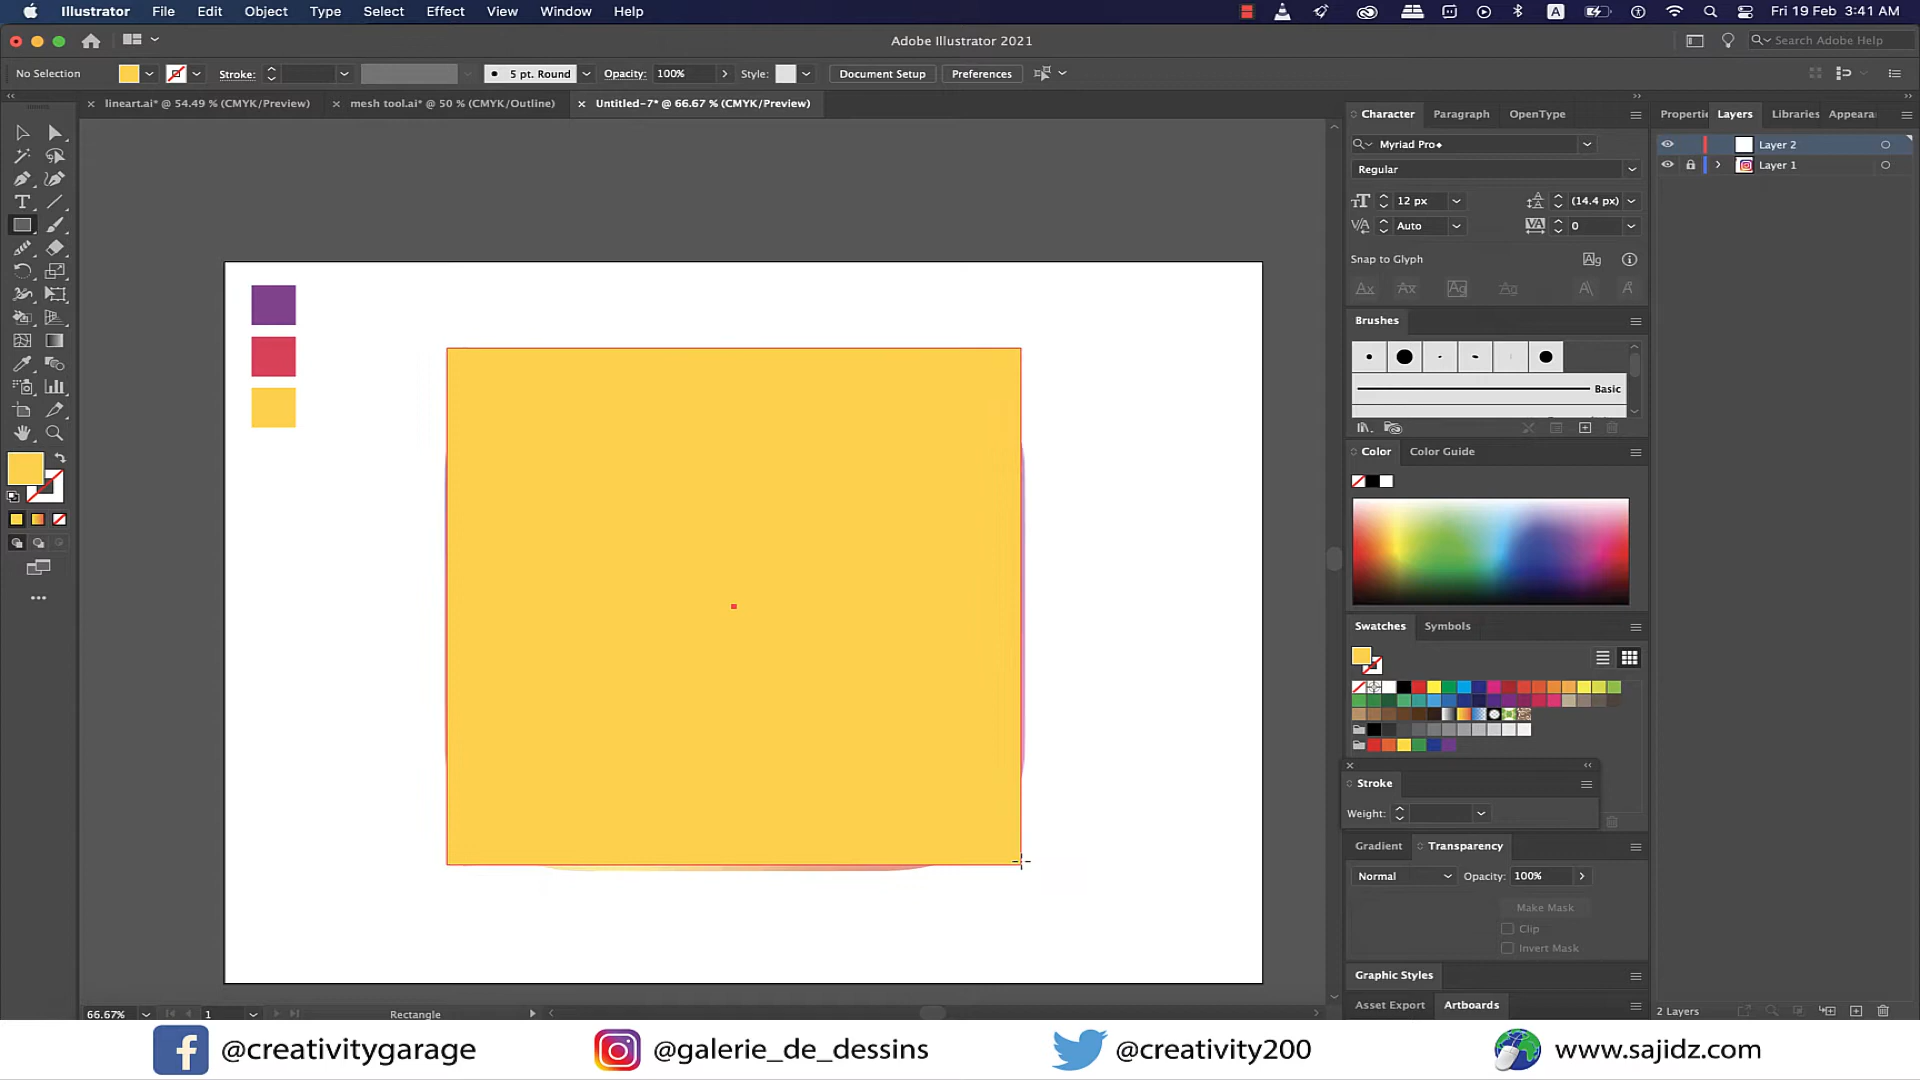 Illustrator File Edit Object Type Select Effect View Window Help
A Fri 19 Feb 3:41 AM
Adobe Illustrator 2021
Search Adobe Help
No Selection Stroke: 5 pt. Round Opacity: 100% Style: Document Setup Preferences
lineart.ai* @ 54.49 % (CMYK/Preview) mesh tool.ai* @ 50 % (CMYK/Outline) Untitled-7* @ 66.67 % (CMYK/Preview)
Character Paragraph OpenType
Properti Layers Libraries Appeara
Myriad Pro
Layer 2
Regular
Layer 1
12 px (14.4 px)
Auto 0
Snap to Glyph
Brushes
Basic
Color Color Guide
Swatches Symbols
Stroke
Weight:
Gradient Transparency
Normal Opacity: 100%
Make Mask
Clip
Invert Mask
Graphic Styles
Asset Export Artboards
66.67% 1 Rectangle
2 Layers
@creativitygarage @galerie_de_dessins @creativity200 www.sajidz.com